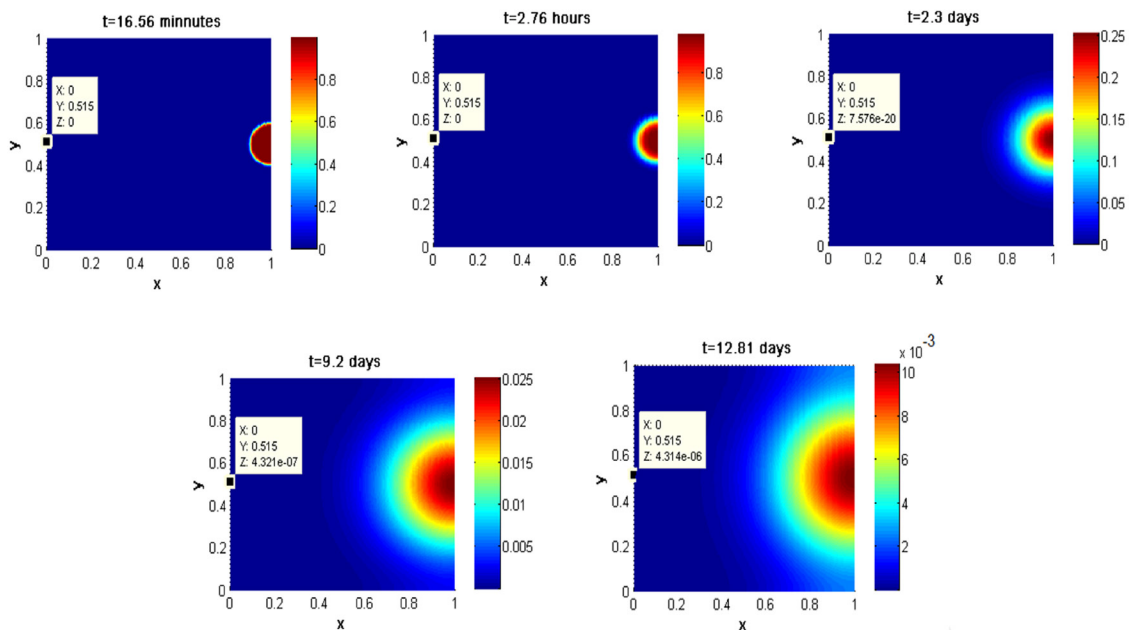 t=16.56 minnutes
1
0.8
0.6
0.4
0.2
0
y
X: 0
Y: 0.515
Z: 0
0 0.2 0.4 0.6 0.8 1
x
0.8
0.6
0.4
0.2
0
t=2.76 hours
1
0.8
0.6
0.4
0.2
0
y
X: 0
Y: 0.515
Z: 0
0 0.2 0.4 0.6 0.8 1
x
0.8
0.6
0.4
0.2
0
t=2.3 days
1
0.8
0.6
0.4
0.2
0
y
X: 0
Y: 0.515
Z: 7.576e-20
0 0.2 0.4 0.6 0.8 1
x
0.25
0.2
0.15
0.1
0.05
0
t=9.2 days
1
0.8
0.6
0.4
0.2
0
y
X: 0
Y: 0.515
Z: 4.321e-07
0 0.2 0.4 0.6 0.8 1
x
0.025
0.02
0.015
0.01
0.005
t=12.81 days
1
0.8
0.6
0.4
0.2
0
y
X: 0
Y: 0.515
Z: 4.314e-06
0 0.2 0.4 0.6 0.8 1
x
x 10^-3
10
8
6
4
2